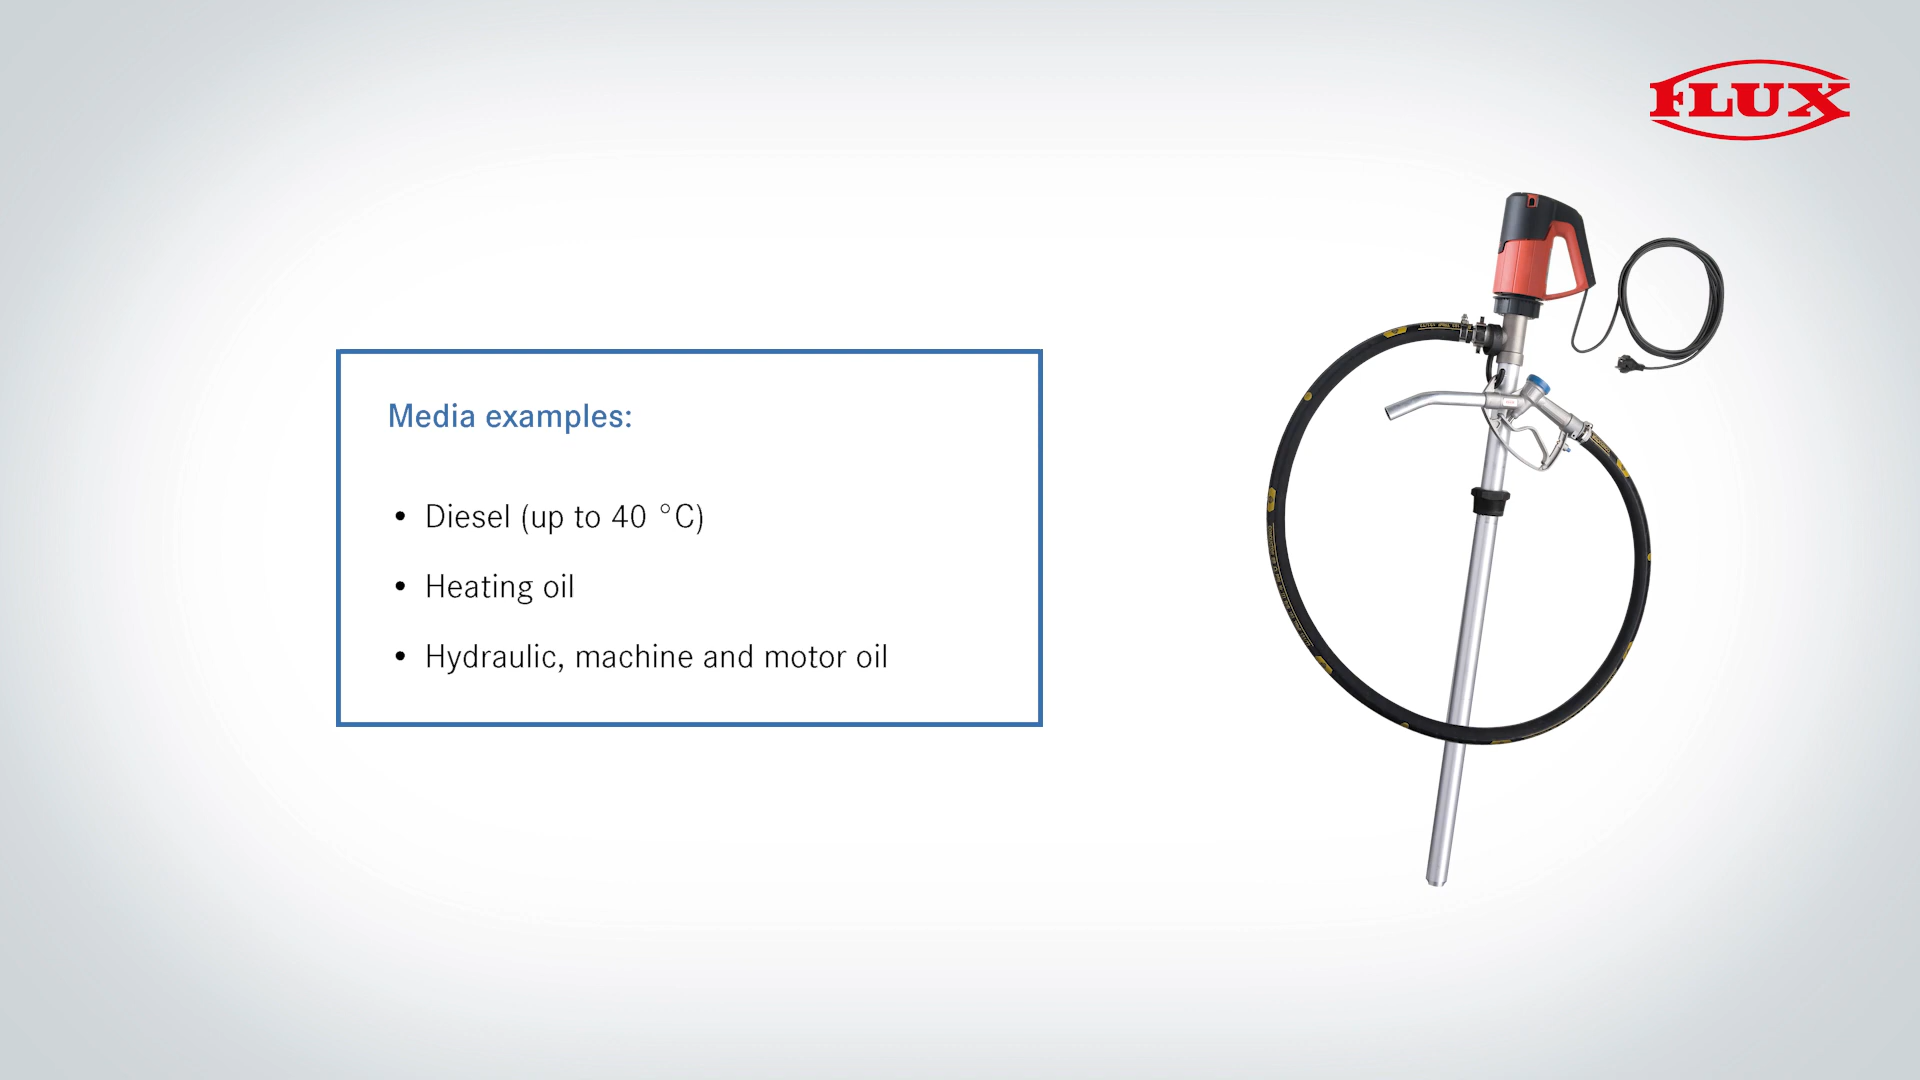 FLUX
Media examples:
• Diesel (up to 40 °C)
• Heating oil
• Hydraulic, machine and motor oil